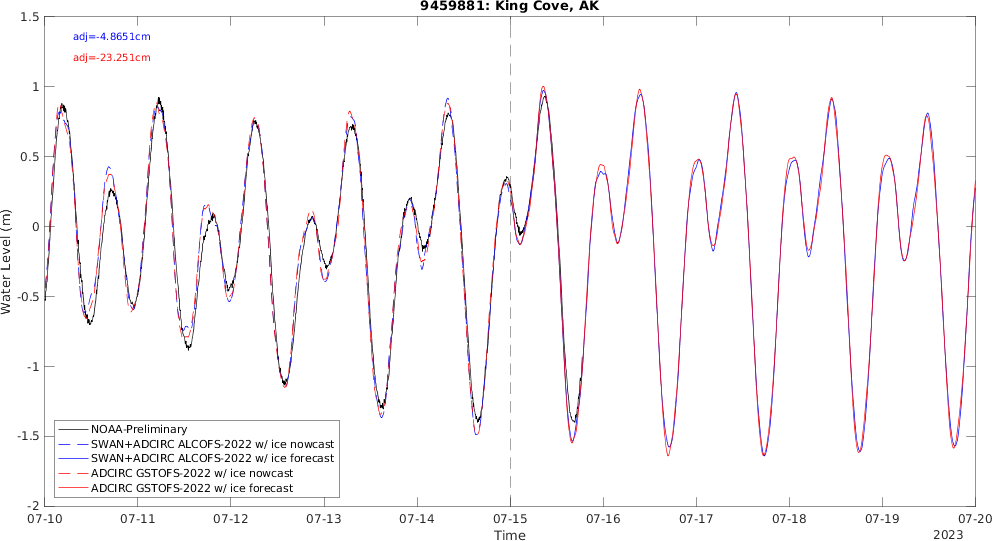 9459881: King Cove, AK
adj=-4.8651cm
adj=-23.251cm
Water Level (m)
1.5
1
0.5
0
-0.5
-1
-1.5
-2
NOAA-Preliminary
SWAN+ADCIRC ALCOFS-2022 w/ ice nowcast
SWAN+ADCIRC ALCOFS-2022 w/ ice forecast
ADCIRC GSTOFS-2022 w/ ice nowcast
ADCIRC GSTOFS-2022 w/ ice forecast
07-10 07-11 07-12 07-13 07-14 07-15 07-16 07-17 07-18 07-19 07-20
Time
2023